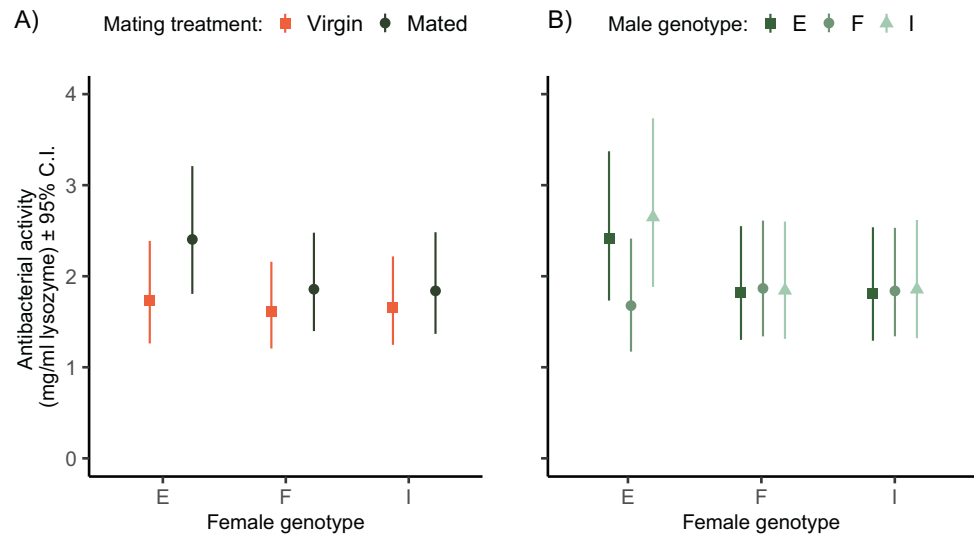 A)
Mating treatment: Virgin Mated
B)
Male genotype: E F I
Antibacterial activity
(mg/ml lysozyme) ± 95% C.I.
4
3
2
1
0
E F I
Female genotype
E F I
Female genotype